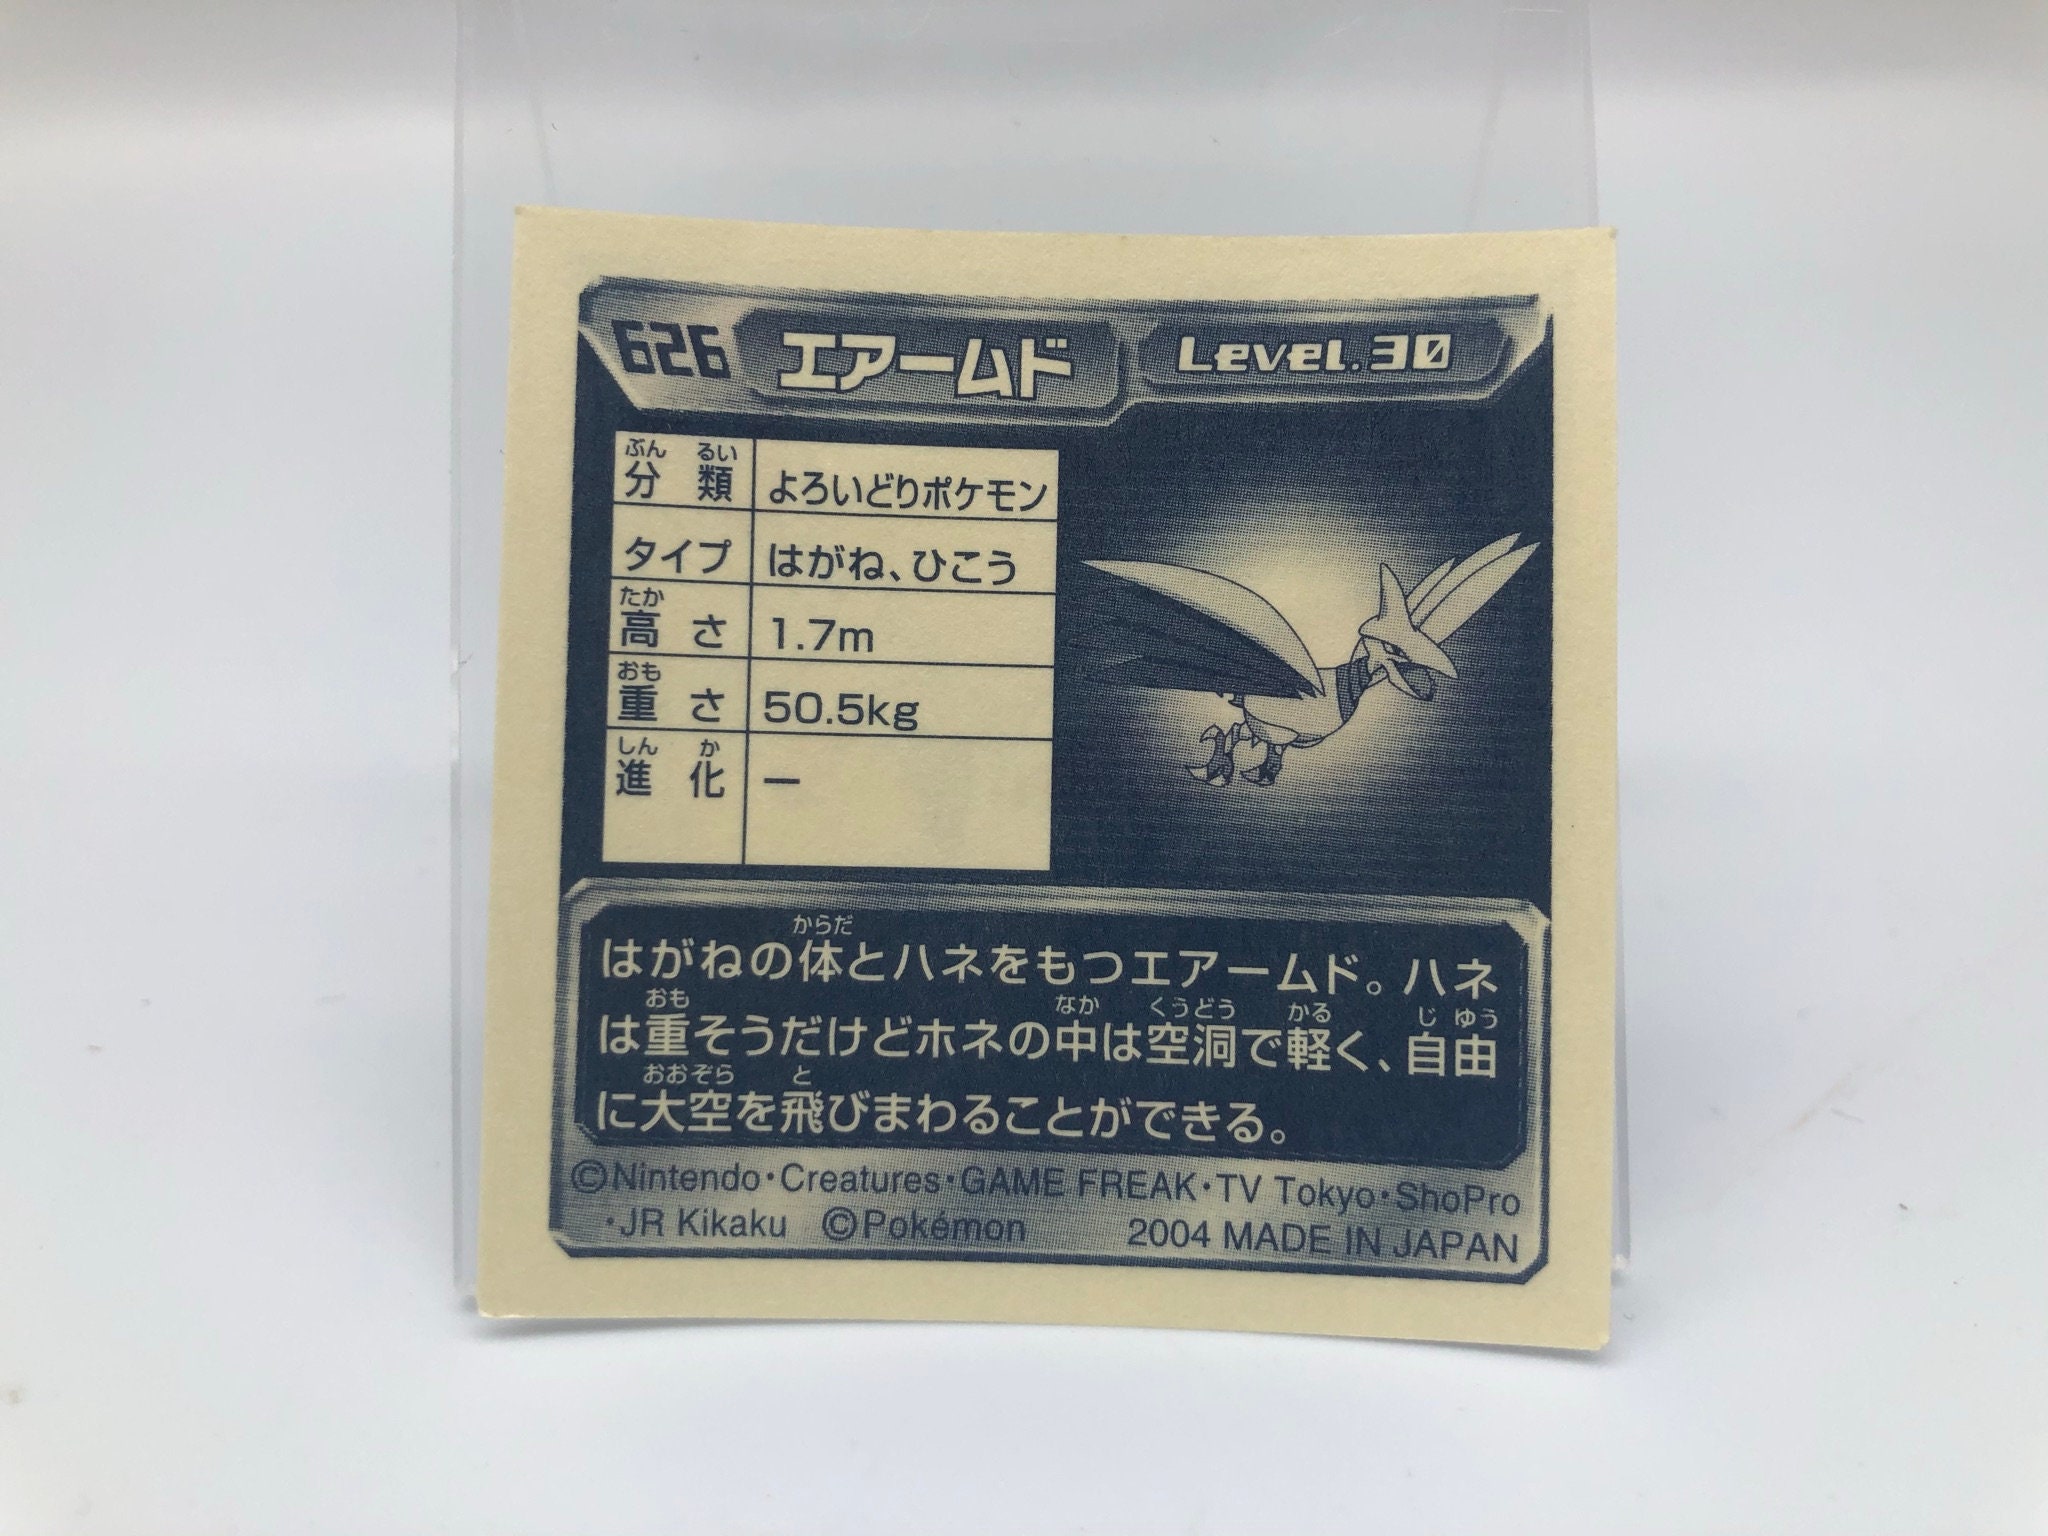 626 エアームド Level.30
ぶん るい
分 類 よろいどりポケモン
タイプ はがね、ひこう
たか
高 さ 1.7m
おも
重 さ 50.5kg
しん か
進 化 ー
からだ
はがねの体とハネをもつエアームド。ハネ
おも なか くうどう かる じ ゆう
は重そうだけどホネの中は空洞で軽く、自由
おおぞら と
に大空を飛びまわることができる。
©Nintendo・Creatures・GAME FREAK・TV Tokyo・ShoPro
・JR Kikaku ©Pokémon 2004 MADE IN JAPAN